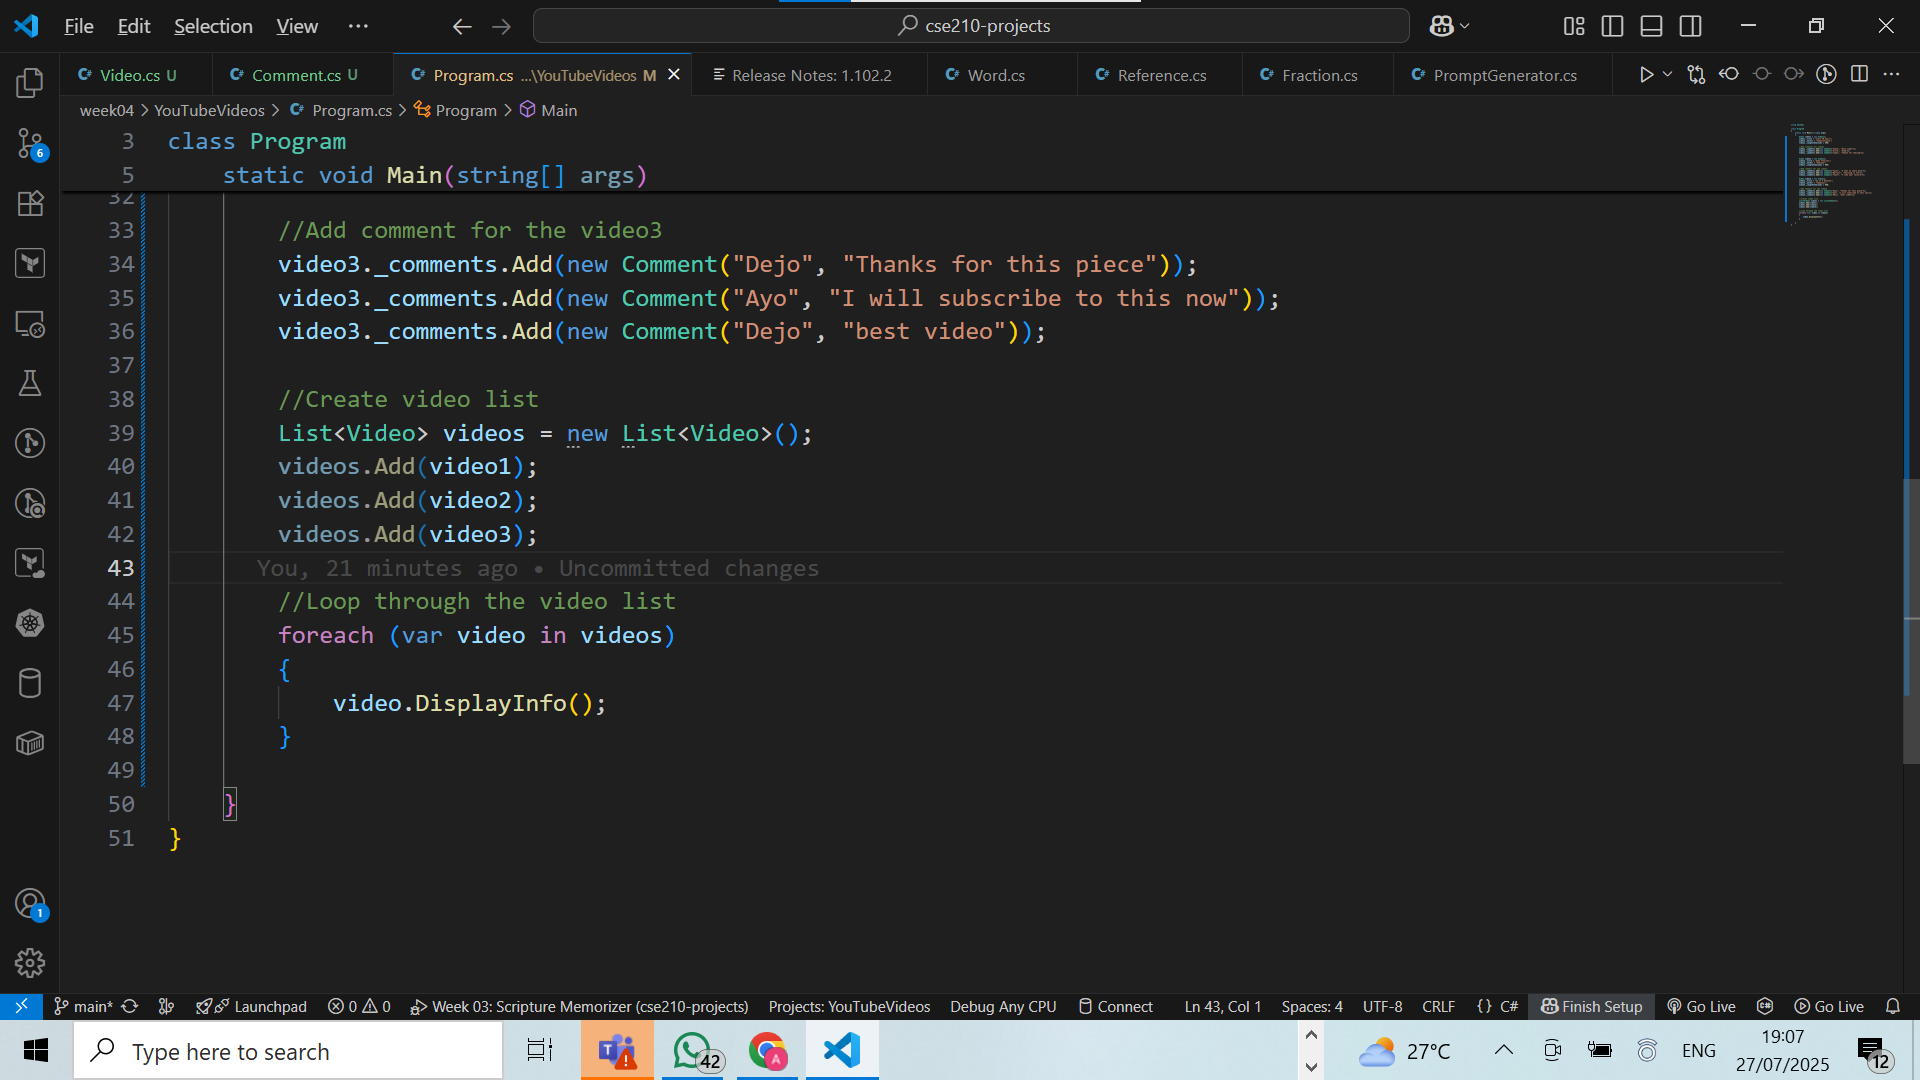 File Edit Selection View
cse210-projects
Video.cs U
Comment.cs U
Program.cs ...\YouTubeVideos M
Release Notes: 1.102.2
Word.cs
Reference.cs
Fraction.cs
PromptGenerator.cs
week04 > YouTubeVideos > Program.cs > Program > Main
3 class Program
5 static void Main(string[] args)
32
33 //Add comment for the video3
34 video3._comments.Add(new Comment("Dejo", "Thanks for this piece"));
35 video3._comments.Add(new Comment("Ayo", "I will subscribe to this now"));
36 video3._comments.Add(new Comment("Dejo", "best video"));
37
38 //Create video list
39 List<Video> videos = new List<Video>();
40 videos.Add(video1);
41 videos.Add(video2);
42 videos.Add(video3);
43 You, 21 minutes ago • Uncommitted changes
44 //Loop through the video list
45 foreach (var video in videos)
46 {
47 video.DisplayInfo();
48 }
49
50 }
51 }
6
1
main* Launchpad 0 0 Week 03: Scripture Memorizer (cse210-projects) Projects: YouTubeVideos Debug Any CPU Connect Ln 43, Col 1 Spaces: 4 UTF-8 CRLF {} C# Finish Setup Go Live Go Live
Type here to search
42
27°C
ENG
19:07
27/07/2025
12